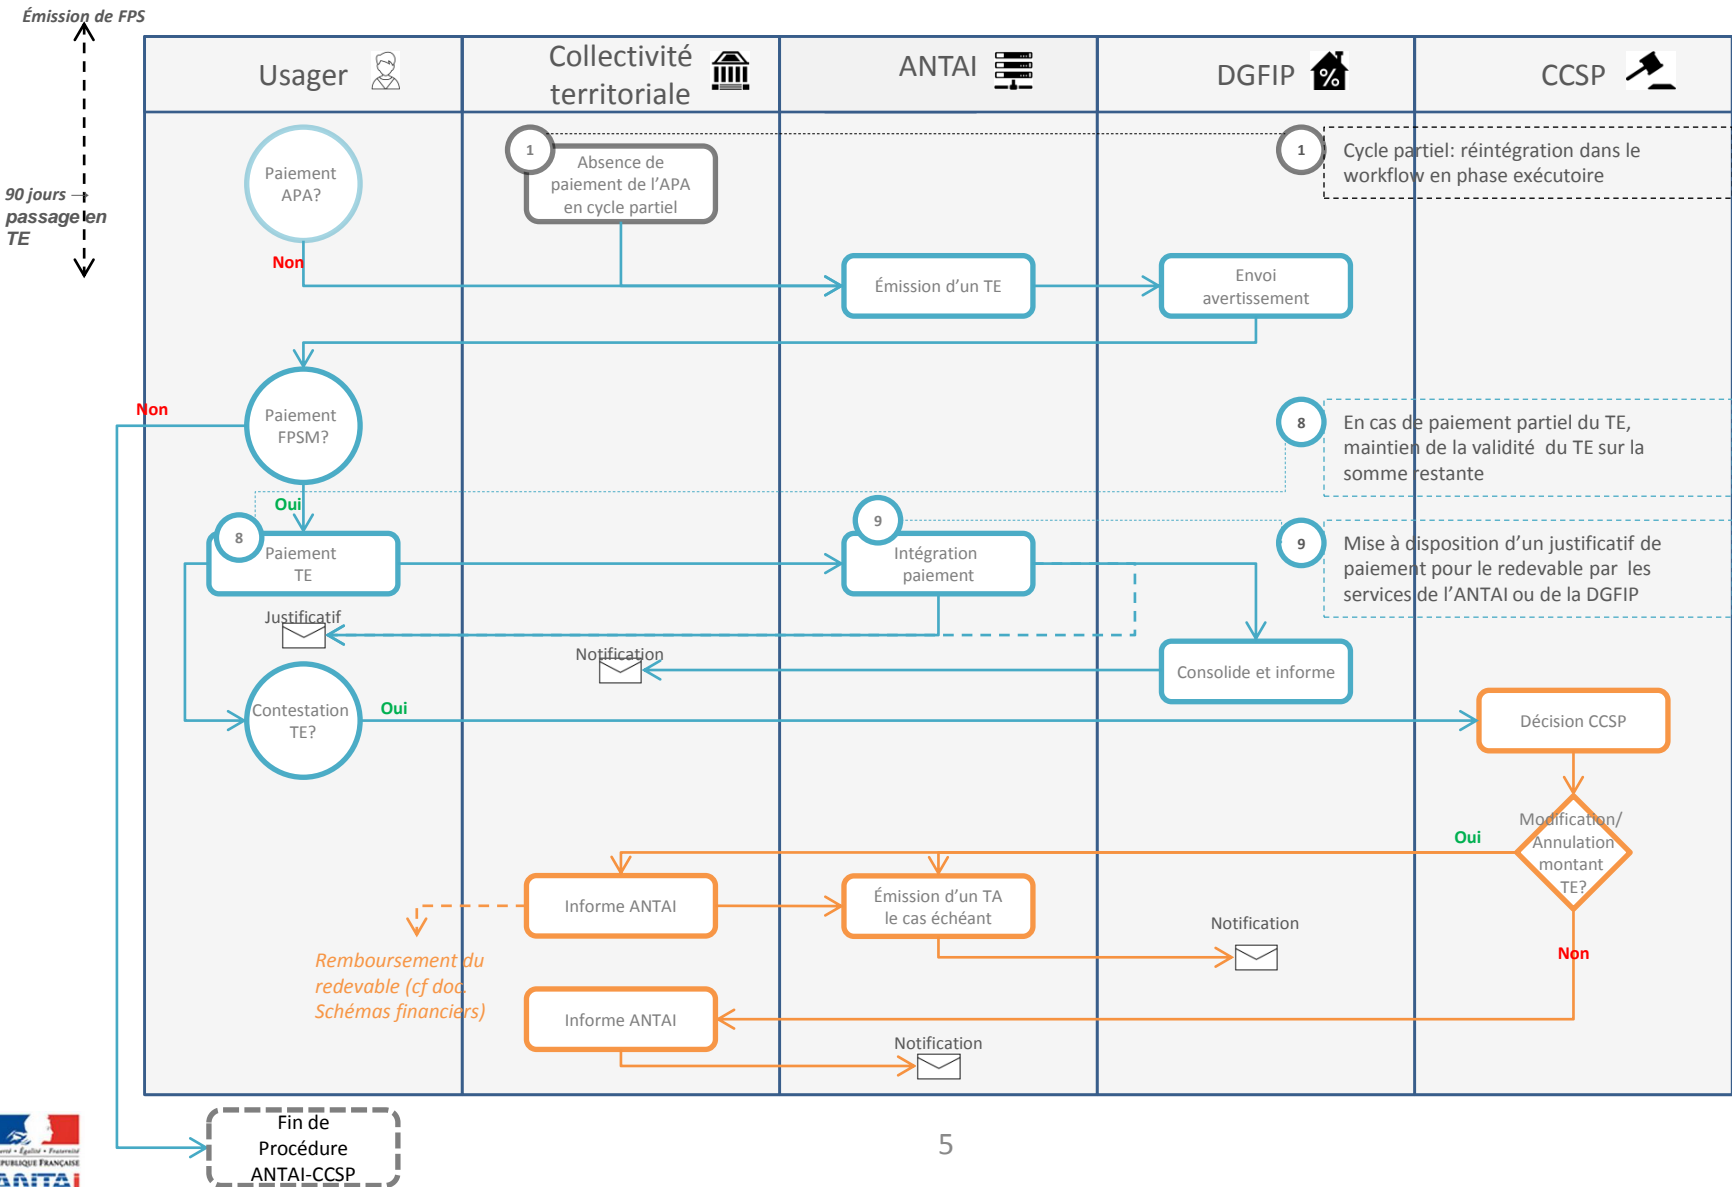 Émission de FPS
Usager
Collectivité
territoriale
ANTAI
DGFIP
%
CCSP
90 jours –
passage en
TE
Paiement
APA?
Non
1
Absence de
paiement de l’APA
en cycle partiel
1
Cycle partiel: réintégration dans le
workflow en phase exécutoire
Émission d’un TE
Envoi
avertissement
Non
Paiement
FPSM?
Oui
8
En cas de paiement partiel du TE,
maintien de la validité du TE sur la
somme restante
8
Paiement
TE
9
Intégration
paiement
9
Mise à disposition d’un justificatif de
paiement pour le redevable par les
services de l’ANTAI ou de la DGFIP
Justificatif
Notification
Consolide et informe
Contestation
TE?
Oui
Décision CCSP
Modification/
Annulation
montant
TE?
Oui
Non
Informe ANTAI
Émission d’un TA
le cas échéant
Notification
Remboursement du
redevable (cf doc.
Schémas financiers)
Informe ANTAI
Notification
Fin de
Procédure
ANTAI-CCSP
5
Égalité • Fraternité
RÉPUBLIQUE FRANÇAISE
ANTAI